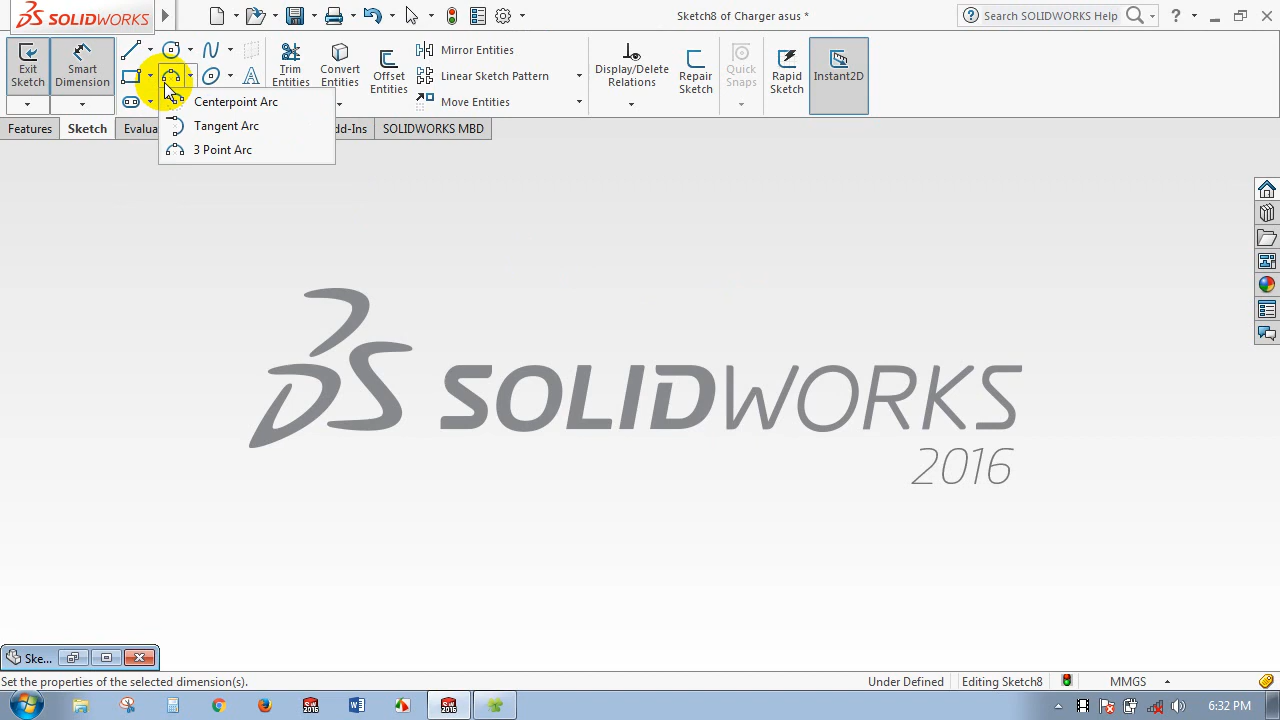 SOLIDWORKS
Sketch8 of Charger asus *
Search SOLIDWORKS Help
?
Exit Sketch
Smart Dimension
Trim Entities
Convert Entities
Offset Entities
Mirror Entities
Linear Sketch Pattern
Move Entities
Display/Delete Relations
Repair Sketch
Quick Snaps
Rapid Sketch
Instant2D
Centerpoint Arc
Tangent Arc
3 Point Arc
Features
Sketch
Evalua
dd-Ins
SOLIDWORKS MBD
SOLIDWORKS
2016
Ske...
Set the properties of the selected dimension(s).
Under Defined
Editing Sketch8
MMGS
6:32 PM